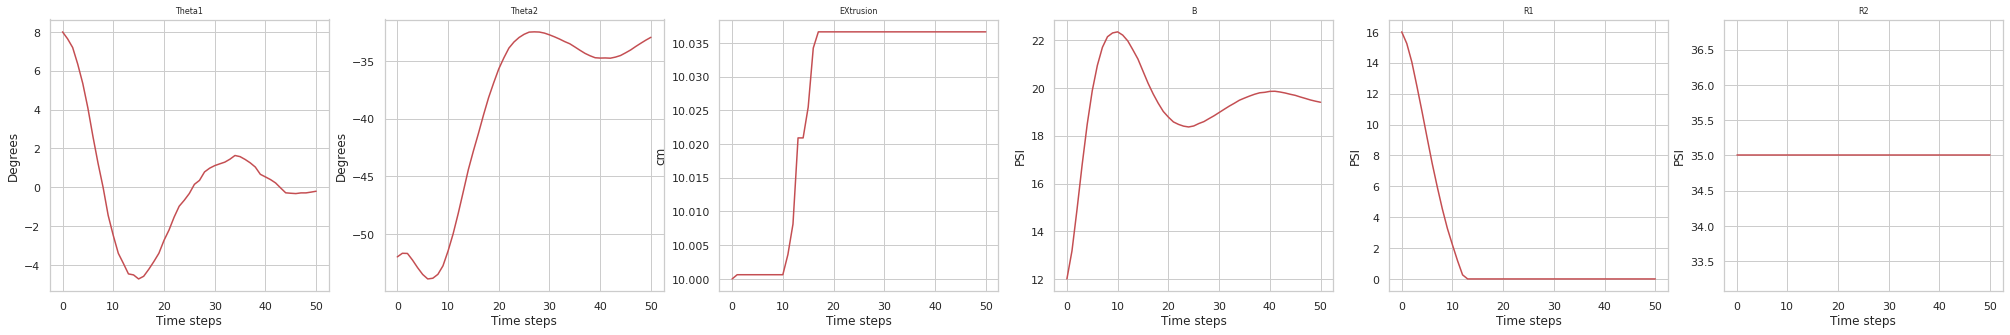 Theta1
Degrees
8
6
4
2
0
−2
−4
0 10 20 30 40 50
Time steps
Theta2
Degrees
−35
−40
−45
−50
0 10 20 30 40 50
Time steps
EXtrusion
cm
10.035
10.030
10.025
10.020
10.015
10.010
10.005
10.000
0 10 20 30 40 50
Time steps
B
PSI
22
20
18
16
14
12
0 10 20 30 40 50
Time steps
R1
PSI
16
14
12
10
8
6
4
2
0
0 10 20 30 40 50
Time steps
R2
PSI
36.5
36.0
35.5
35.0
34.5
34.0
33.5
0 10 20 30 40 50
Time steps